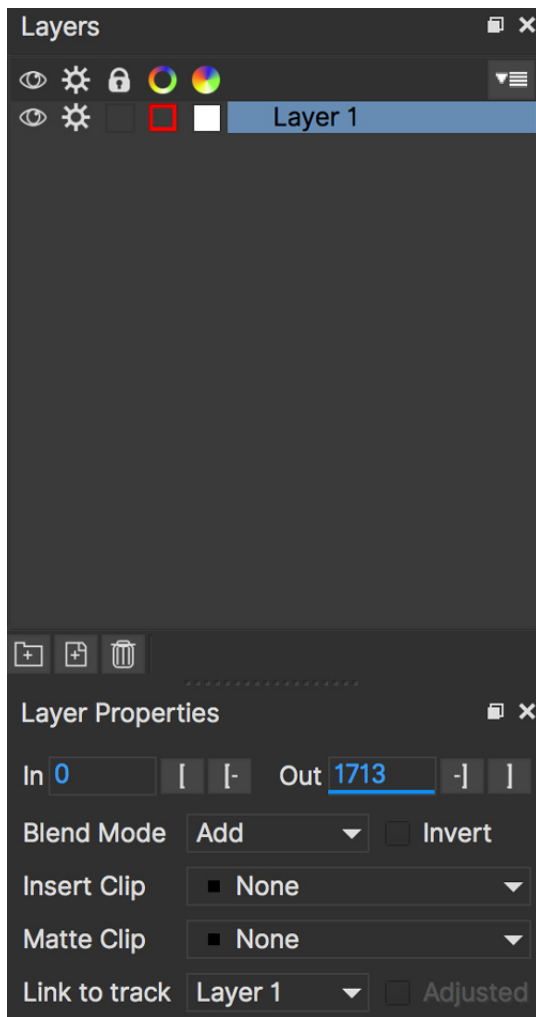 Layers
Layer 1
Layer Properties
In 0 [ [- Out 1713 -] ]
Blend Mode Add Invert
Insert Clip None
Matte Clip None
Link to track Layer 1 Adjusted